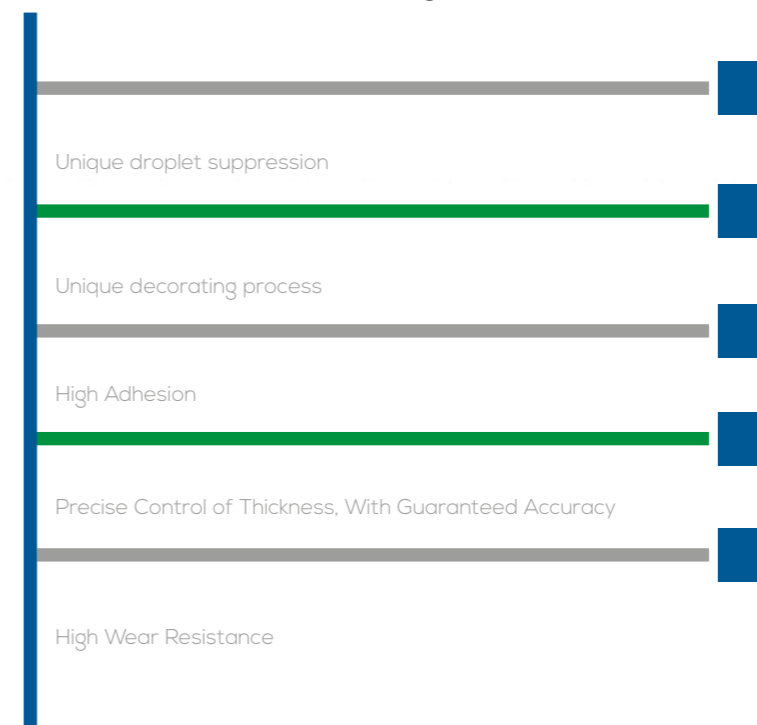 Unique droplet suppression
Unique decorating process
High Adhesion
Precise Control of Thickness, With Guaranteed Accuracy
High Wear Resistance